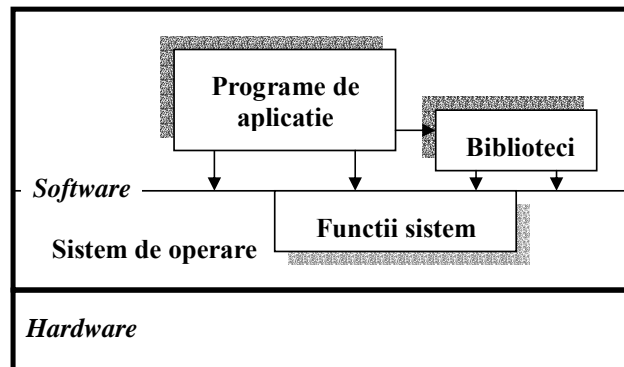 Programe de
aplicatie
Biblioteci
Software
Functii sistem
Sistem de operare
Hardware